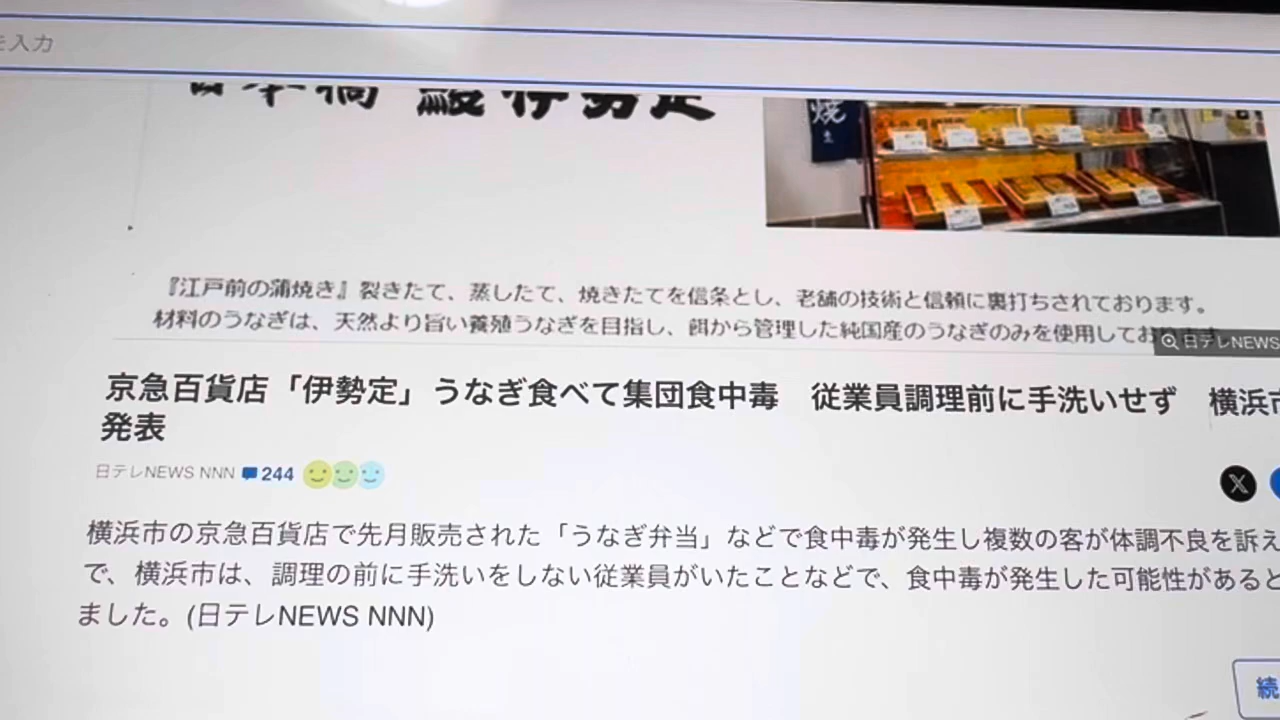 を入力
日本橋 鰻 伊勢定
焼
『江戸前の蒲焼き』裂きたて、蒸したて、焼きたてを信条とし、老舗の技術と信頼に裏打ちされております。
材料のうなぎは、天然より旨い養殖うなぎを目指し、餌から管理した純国産のうなぎのみを使用しております。
日テレNEWS
京急百貨店「伊勢定」うなぎ食べて集団食中毒　従業員調理前に手洗いせず　横浜市
発表
日テレNEWS NNN 244
横浜市の京急百貨店で先月販売された「うなぎ弁当」などで食中毒が発生し複数の客が体調不良を訴え
で、横浜市は、調理の前に手洗いをしない従業員がいたことなどで、食中毒が発生した可能性があると
ました。(日テレNEWS NNN)
続